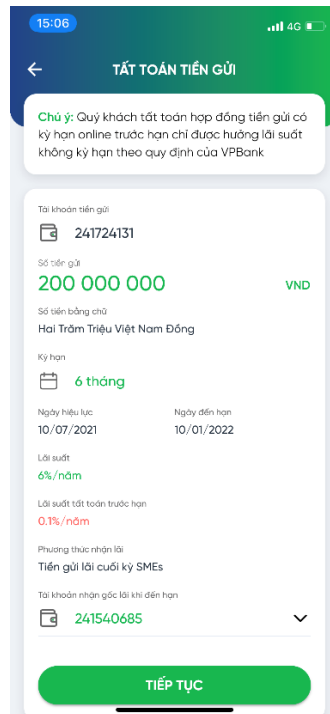 15:06
4G
TẤT TOÁN TIỀN GỬI
Chú ý: Quý khách tất toán hợp đồng tiền gửi có
kỳ hạn online trước hạn chỉ được hưởng lãi suất
không kỳ hạn theo quy định của VPBank
Tài khoản tiền gửi
241724131
Số tiền gửi
200 000 000 VND
Số tiền bằng chữ
Hai Trăm Triệu Việt Nam Đồng
Kỳ hạn
6 tháng
Ngày hiệu lực Ngày đến hạn
10/07/2021 10/01/2022
Lãi suất
6%/năm
Lãi suất tất toán trước hạn
0.1%/năm
Phương thức nhận lãi
Tiền gửi lãi cuối kỳ SMEs
Tài khoản nhận gốc lãi khi đến hạn
241540685
TIẾP TỤC